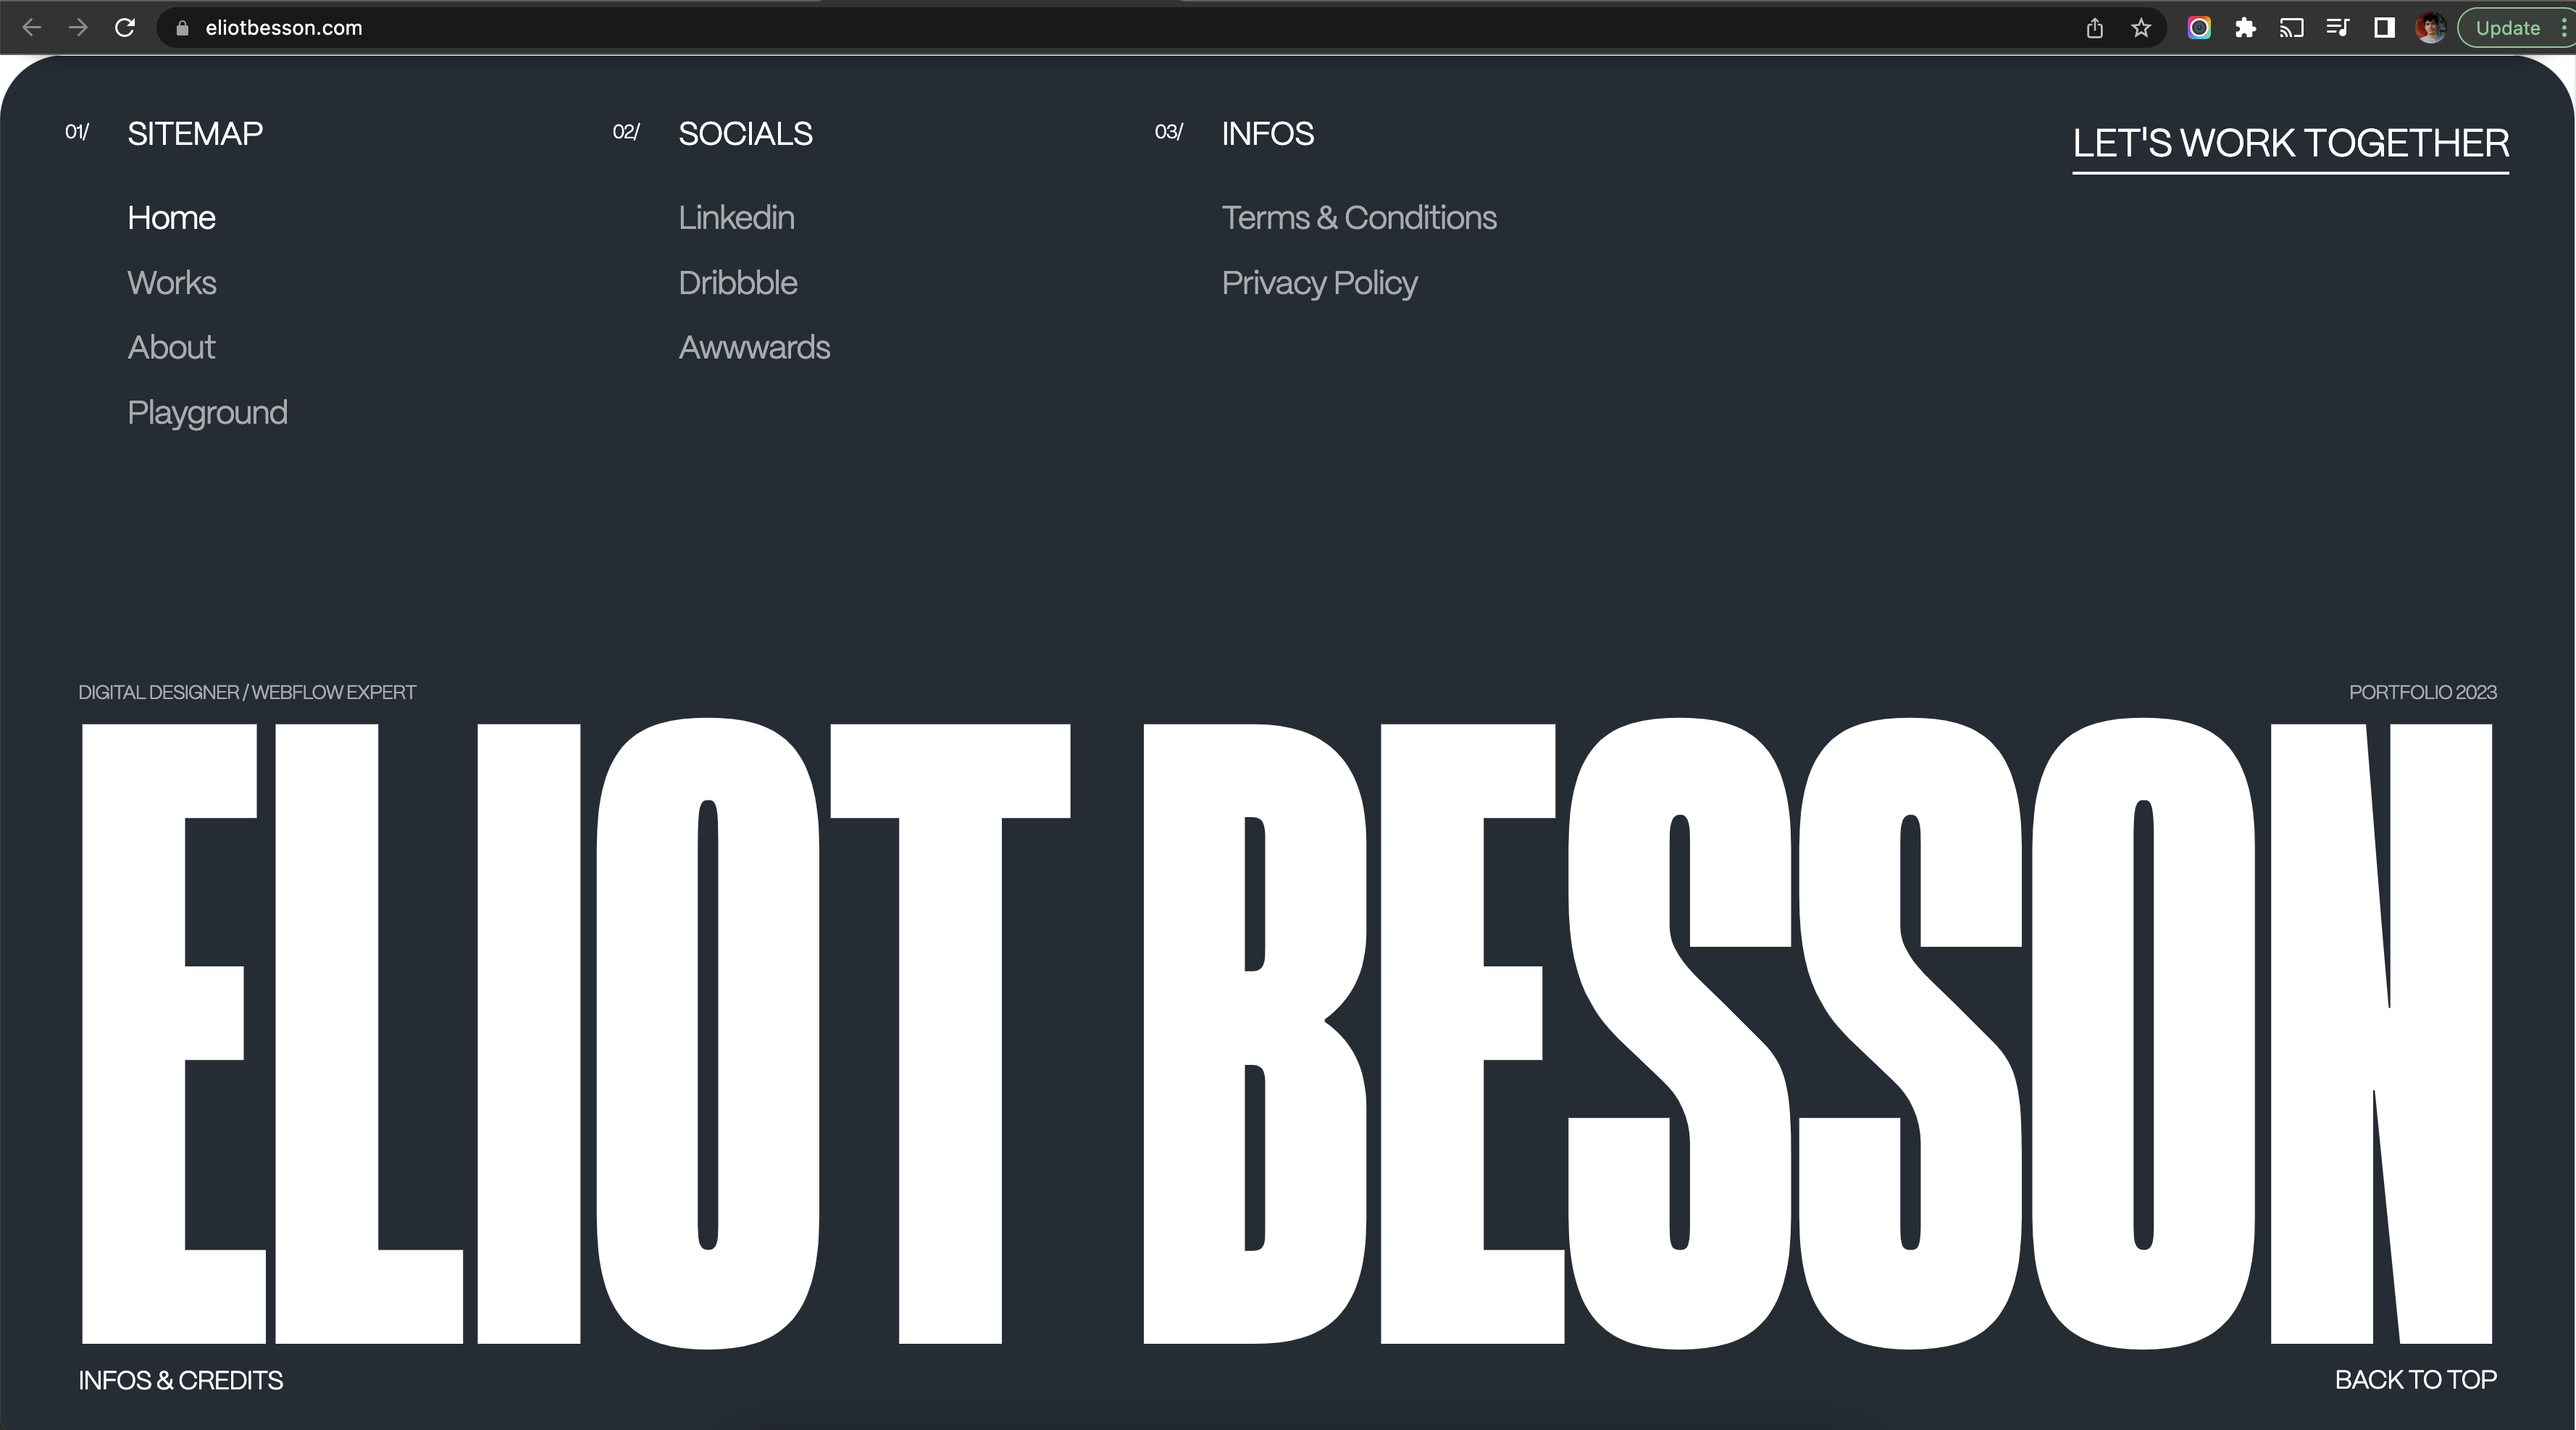 eliotbesson.com
Update
01/ SITEMAP
Home
Works
About
Playground
02/ SOCIALS
Linkedin
Dribbble
Awwwards
03/ INFOS
Terms & Conditions
Privacy Policy
LET'S WORK TOGETHER
DIGITAL DESIGNER / WEBFLOW EXPERT
PORTFOLIO 2023
ELIOT BESSON
INFOS & CREDITS
BACK TO TOP